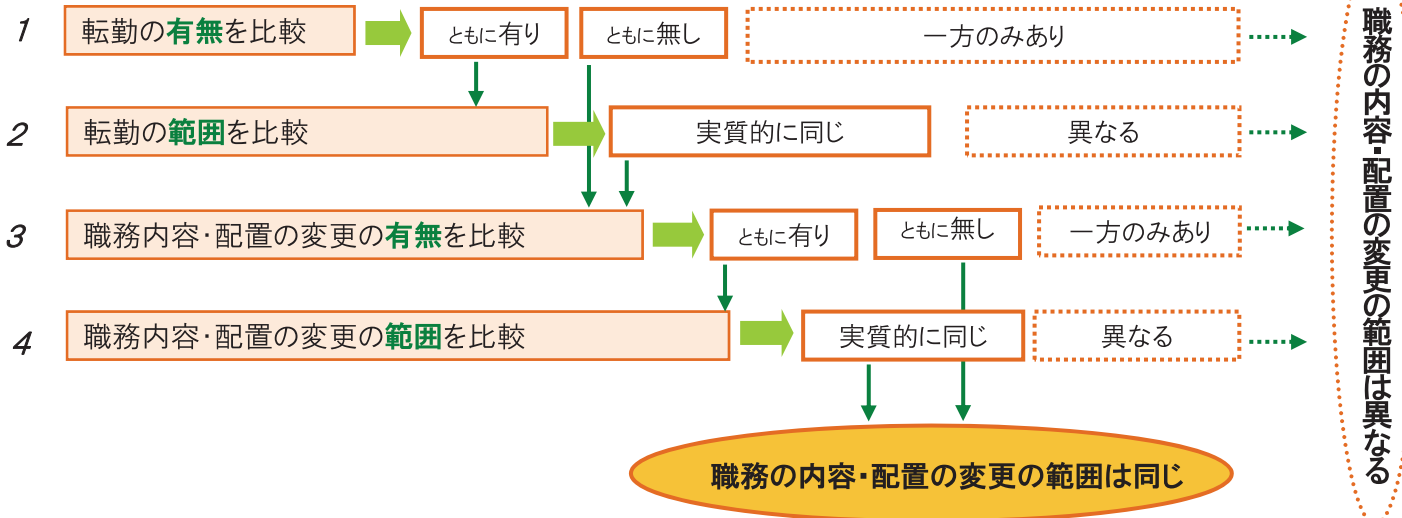 1
転勤の有無を比較
ともに有り
ともに無し
一方のみあり
2
転勤の範囲を比較
実質的に同じ
異なる
3
職務内容･配置の変更の有無を比較
ともに有り
ともに無し
一方のみあり
4
職務内容･配置の変更の範囲を比較
実質的に同じ
異なる
職務の内容･配置の変更の範囲は同じ
職務の内容･配置の変更の範囲は異なる